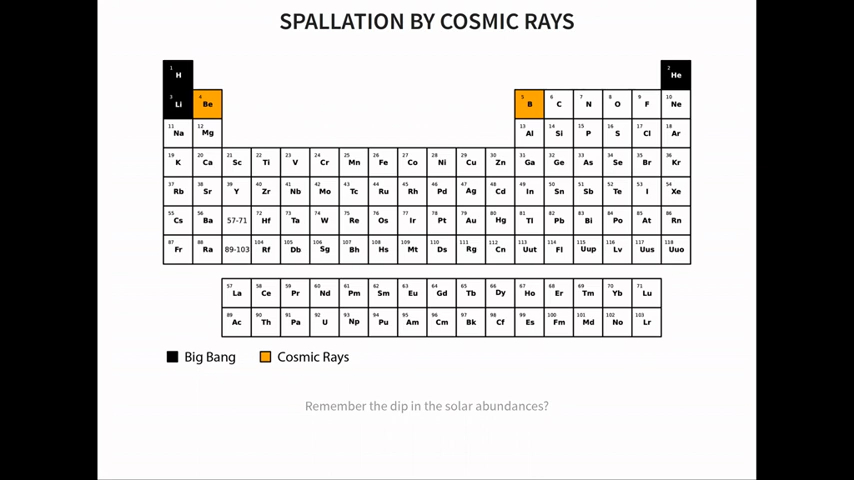 SPALLATION BY COSMIC RAYS
1 H 2 He
3 Li 4 Be 5 B 6 C 7 N 8 O 9 F 10 Ne
11 Na 12 Mg 13 Al 14 Si 15 P 16 S 17 Cl 18 Ar
19 K 20 Ca 21 Sc 22 Ti 23 V 24 Cr 25 Mn 26 Fe 27 Co 28 Ni 29 Cu 30 Zn 31 Ga 32 Ge 33 As 34 Se 35 Br 36 Kr
37 Rb 38 Sr 39 Y 40 Zr 41 Nb 42 Mo 43 Tc 44 Ru 45 Rh 46 Pd 47 Ag 48 Cd 49 In 50 Sn 51 Sb 52 Te 53 I 54 Xe
55 Cs 56 Ba 57-71 72 Hf 73 Ta 74 W 75 Re 76 Os 77 Ir 78 Pt 79 Au 80 Hg 81 Tl 82 Pb 83 Bi 84 Po 85 At 86 Rn
87 Fr 88 Ra 89-103 104 Rf 105 Db 106 Sg 107 Bh 108 Hs 109 Mt 110 Ds 111 Rg 112 Cn 113 Uut 114 Fl 115 Uup 116 Lv 117 Uus 118 Uuo
57 La 58 Ce 59 Pr 60 Nd 61 Pm 62 Sm 63 Eu 64 Gd 65 Tb 66 Dy 67 Ho 68 Er 69 Tm 70 Yb 71 Lu
89 Ac 90 Th 91 Pa 92 U 93 Np 94 Pu 95 Am 96 Cm 97 Bk 98 Cf 99 Es 100 Fm 101 Md 102 No 103 Lr
Big Bang Cosmic Rays
Remember the dip in the solar abundances?